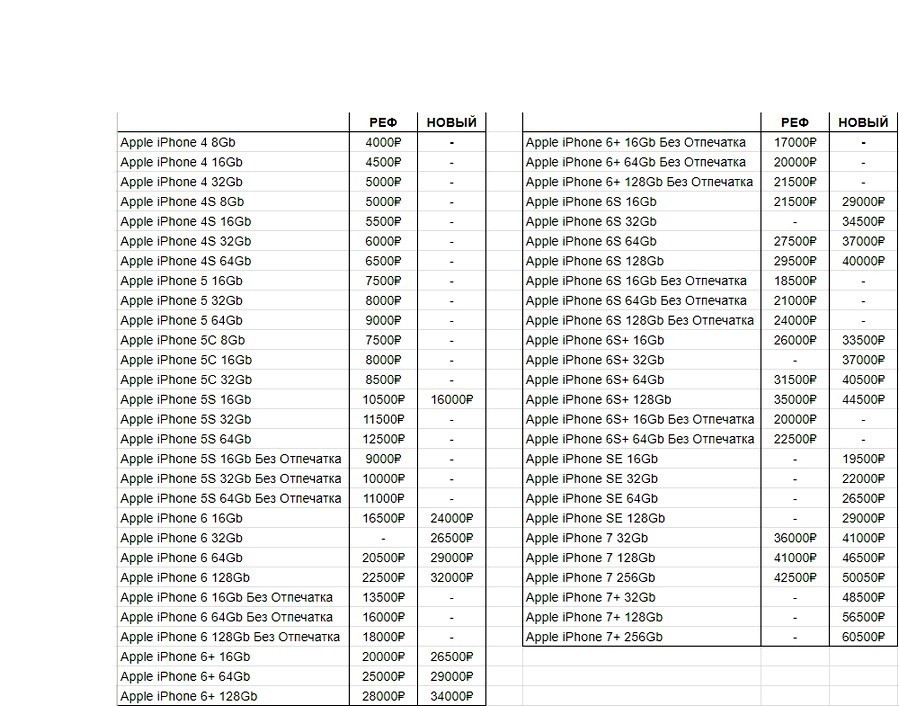 РЕФ НОВЫЙ
Apple iPhone 4 8Gb 4000₽ -
Apple iPhone 4 16Gb 4500₽ -
Apple iPhone 4 32Gb 5000₽ -
Apple iPhone 4S 8Gb 5000₽ -
Apple iPhone 4S 16Gb 5500₽ -
Apple iPhone 4S 32Gb 6000₽ -
Apple iPhone 4S 64Gb 6500₽ -
Apple iPhone 5 16Gb 7500₽ -
Apple iPhone 5 32Gb 8000₽ -
Apple iPhone 5 64Gb 9000₽ -
Apple iPhone 5C 8Gb 7500₽ -
Apple iPhone 5C 16Gb 8000₽ -
Apple iPhone 5C 32Gb 8500₽ -
Apple iPhone 5S 16Gb 10500₽ 16000₽
Apple iPhone 5S 32Gb 11500₽ -
Apple iPhone 5S 64Gb 12500₽ -
Apple iPhone 5S 16Gb Без Отпечатка 9000₽ -
Apple iPhone 5S 32Gb Без Отпечатка 10000₽ -
Apple iPhone 5S 64Gb Без Отпечатка 11000₽ -
Apple iPhone 6 16Gb 16500₽ 24000₽
Apple iPhone 6 32Gb - 26500₽
Apple iPhone 6 64Gb 20500₽ 29000₽
Apple iPhone 6 128Gb 22500₽ 32000₽
Apple iPhone 6 16Gb Без Отпечатка 13500₽ -
Apple iPhone 6 64Gb Без Отпечатка 16000₽ -
Apple iPhone 6 128Gb Без Отпечатка 18000₽ -
Apple iPhone 6+ 16Gb 20000₽ 26500₽
Apple iPhone 6+ 64Gb 25000₽ 29000₽
Apple iPhone 6+ 128Gb 28000₽ 34000₽
РЕФ НОВЫЙ
Apple iPhone 6+ 16Gb Без Отпечатка 17000₽ -
Apple iPhone 6+ 64Gb Без Отпечатка 20000₽ -
Apple iPhone 6+ 128Gb Без Отпечатка 21500₽ -
Apple iPhone 6S 16Gb 21500₽ 29000₽
Apple iPhone 6S 32Gb - 34500₽
Apple iPhone 6S 64Gb 27500₽ 37000₽
Apple iPhone 6S 128Gb 29500₽ 40000₽
Apple iPhone 6S 16Gb Без Отпечатка 18500₽ -
Apple iPhone 6S 64Gb Без Отпечатка 21000₽ -
Apple iPhone 6S 128Gb Без Отпечатка 24000₽ -
Apple iPhone 6S+ 16Gb 26000₽ 33500₽
Apple iPhone 6S+ 32Gb - 37000₽
Apple iPhone 6S+ 64Gb 31500₽ 40500₽
Apple iPhone 6S+ 128Gb 35000₽ 44500₽
Apple iPhone 6S+ 16Gb Без Отпечатка 20000₽ -
Apple iPhone 6S+ 64Gb Без Отпечатка 22500₽ -
Apple iPhone SE 16Gb - 19500₽
Apple iPhone SE 32Gb - 22000₽
Apple iPhone SE 64Gb - 26500₽
Apple iPhone SE 128Gb - 29000₽
Apple iPhone 7 32Gb 36000₽ 41000₽
Apple iPhone 7 128Gb 41000₽ 46500₽
Apple iPhone 7 256Gb 42500₽ 50050₽
Apple iPhone 7+ 32Gb - 48500₽
Apple iPhone 7+ 128Gb - 56500₽
Apple iPhone 7+ 256Gb - 60500₽